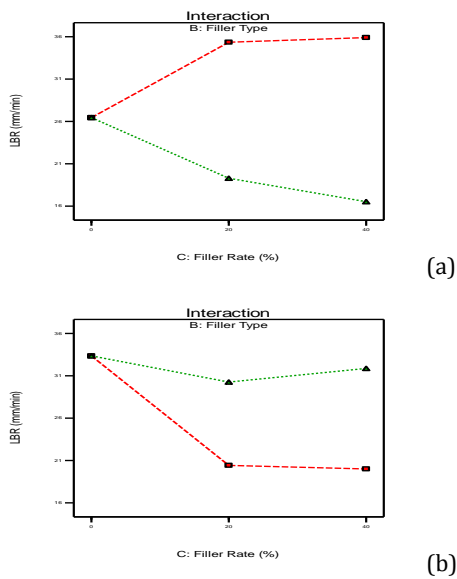 Interaction
B: Filler Type
36
31
26
21
16
LBR (mm/min)
0
20
40
C: Filler Rate (%)
(a)
Interaction
B: Filler Type
36
31
26
21
16
LBR (mm/min)
0
20
40
C: Filler Rate (%)
(b)